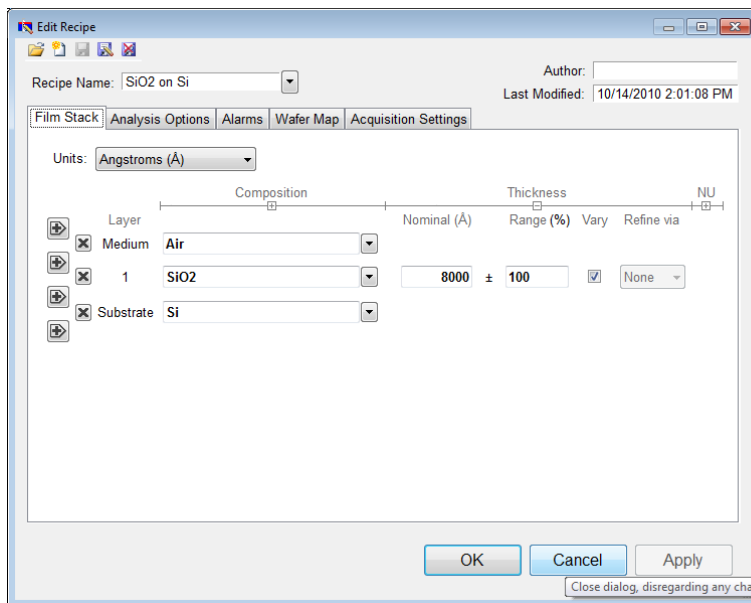 Edit Recipe
Recipe Name: SiO2 on Si
Author:
Last Modified: 10/14/2010 2:01:08 PM
Film Stack Analysis Options Alarms Wafer Map Acquisition Settings
Units: Angstroms (Å)
Composition Thickness NU
Layer Nominal (Å) Range (%) Vary Refine via
Medium Air
1 SiO2 8000 ± 100 None
Substrate Si
OK Cancel Apply
Close dialog, disregarding any cha